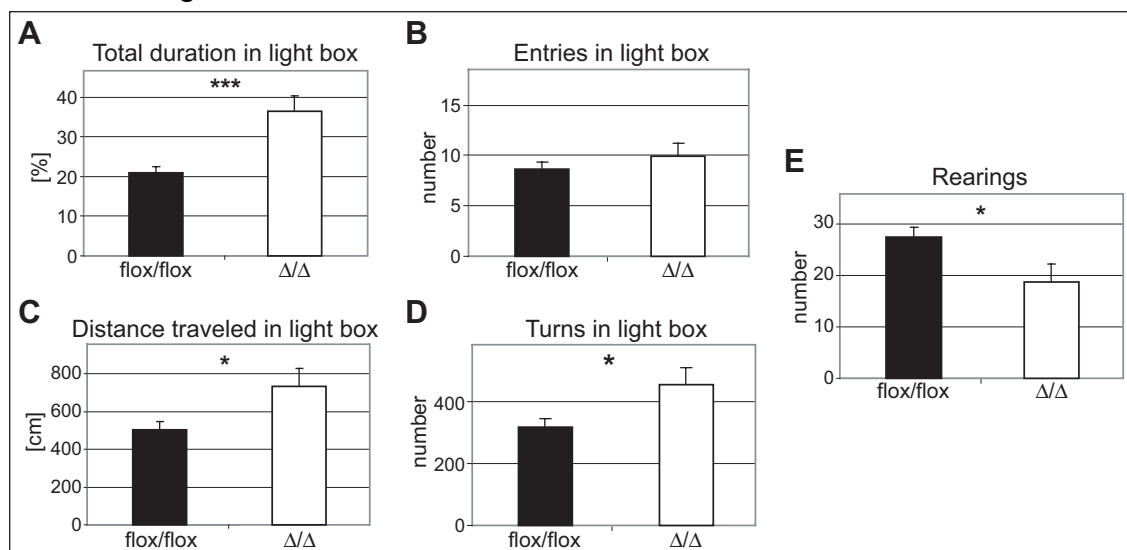 A
Total duration in light box
***
[%]
40
30
20
10
0
flox/flox
Δ/Δ
B
Entries in light box
number
15
10
5
0
flox/flox
Δ/Δ
C
Distance traveled in light box
*
[cm]
800
600
400
200
0
flox/flox
Δ/Δ
D
Turns in light box
*
number
400
200
0
flox/flox
Δ/Δ
E
Rearings
*
number
30
20
10
0
flox/flox
Δ/Δ